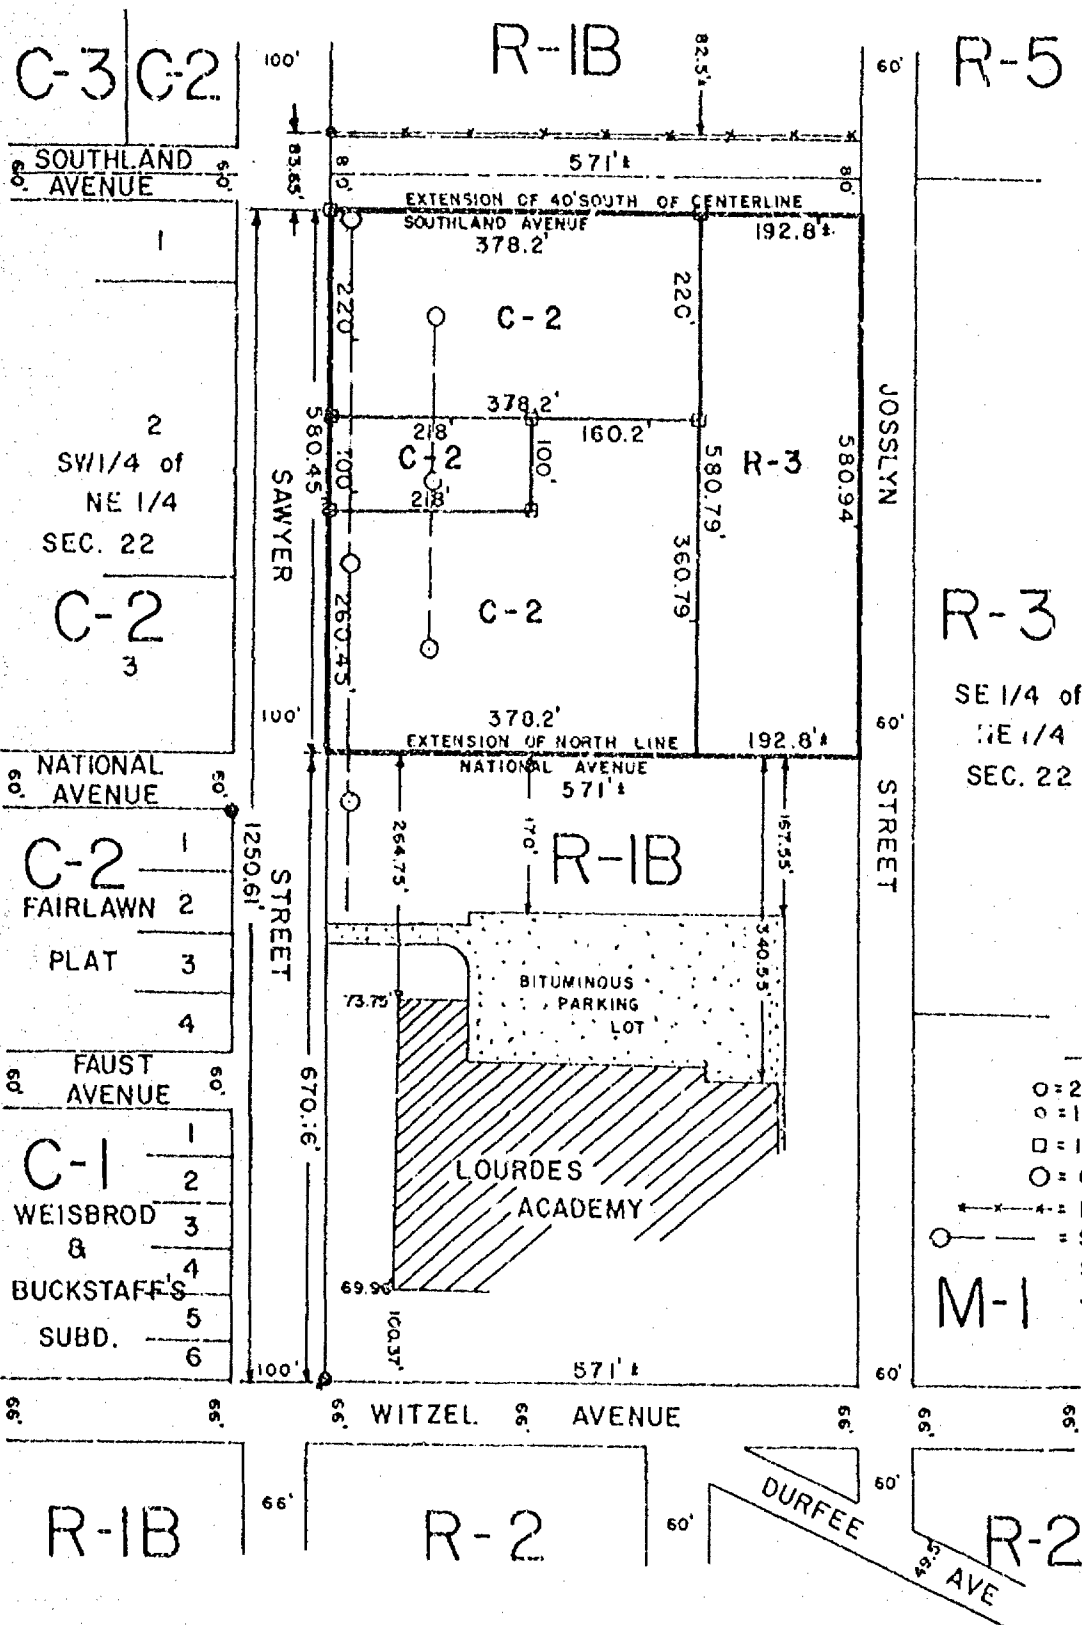 C-3
C-2
100'
R-1B
82.5'±
60'
R-5
SOUTHLAND
AVENUE
60'
60'
83.65'
80'
571'±
80'
EXTENSION OF 40' SOUTH OF CENTERLINE
SOUTHLAND AVENUE
378.2'
192.8'±
1
220'
C-2
220'
378.2'
218'
160.2'
2
SW1/4 of
NE 1/4
SEC. 22
580.45'
100'
C-2
100'
218'
580.79'
R-3
580.94'
JOSSLYN
SAWYER
C-2
3
260.45'
C-2
360.79'
R-3
SE 1/4 of
NE 1/4
SEC. 22
100'
378.2'
EXTENSION OF NORTH LINE
192.8'±
60'
NATIONAL
AVENUE
60'
60'
NATIONAL AVENUE
571'±
STREET
C-2
FAIRLAWN
PLAT
1
2
3
4
1250.61'
STREET
264.75'
170'
R-1B
167.55'
340.55'
BITUMINOUS
PARKING
LOT
73.75'
FAUST
AVENUE
60'
60'
670.16'
C-1
WEISBROD
&
BUCKSTAFF'S
SUBD.
1
2
3
4
5
6
LOURDES
ACADEMY
100.37'
O = 2
o = 1
□ = 1
O =
=
=
M-1
100'
571'±
60'
66'
66'
66'
WITZEL AVENUE
66'
66'
66'
66'
R-1B
66'
R-2
60'
DURFEE
AVE
60'
49.5'
R-2